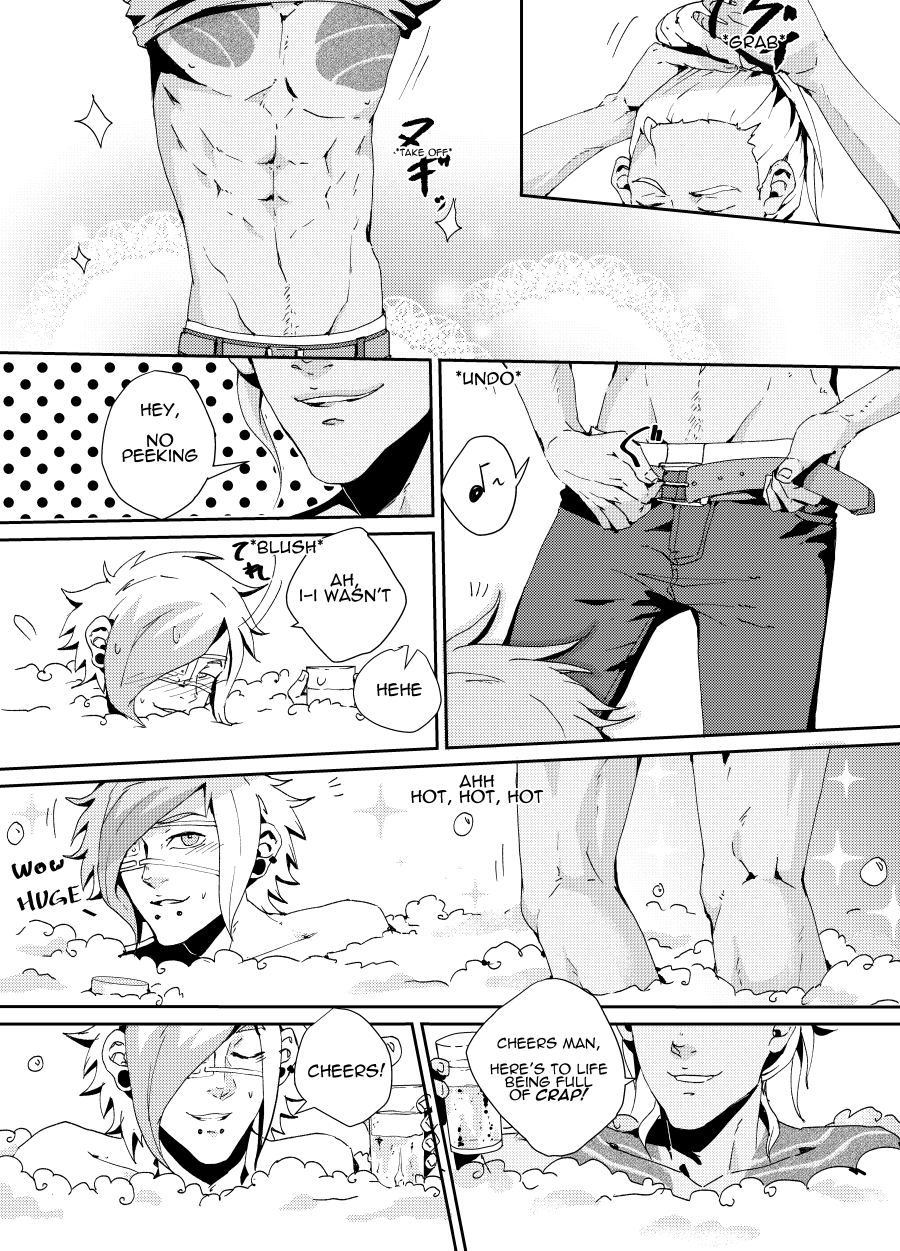 ヌ
*TAKE OFF*
ギ
*GRAB*
HEY,
NO
PEEKING
*UNDO*
てれ
*BLUSH*
AH,
I-I WASN'T
HEHE
WOW
HUGE
AHH
HOT, HOT, HOT
CHEERS!
CHEERS MAN,
HERE'S TO LIFE
BEING FULL
OF CRAP!